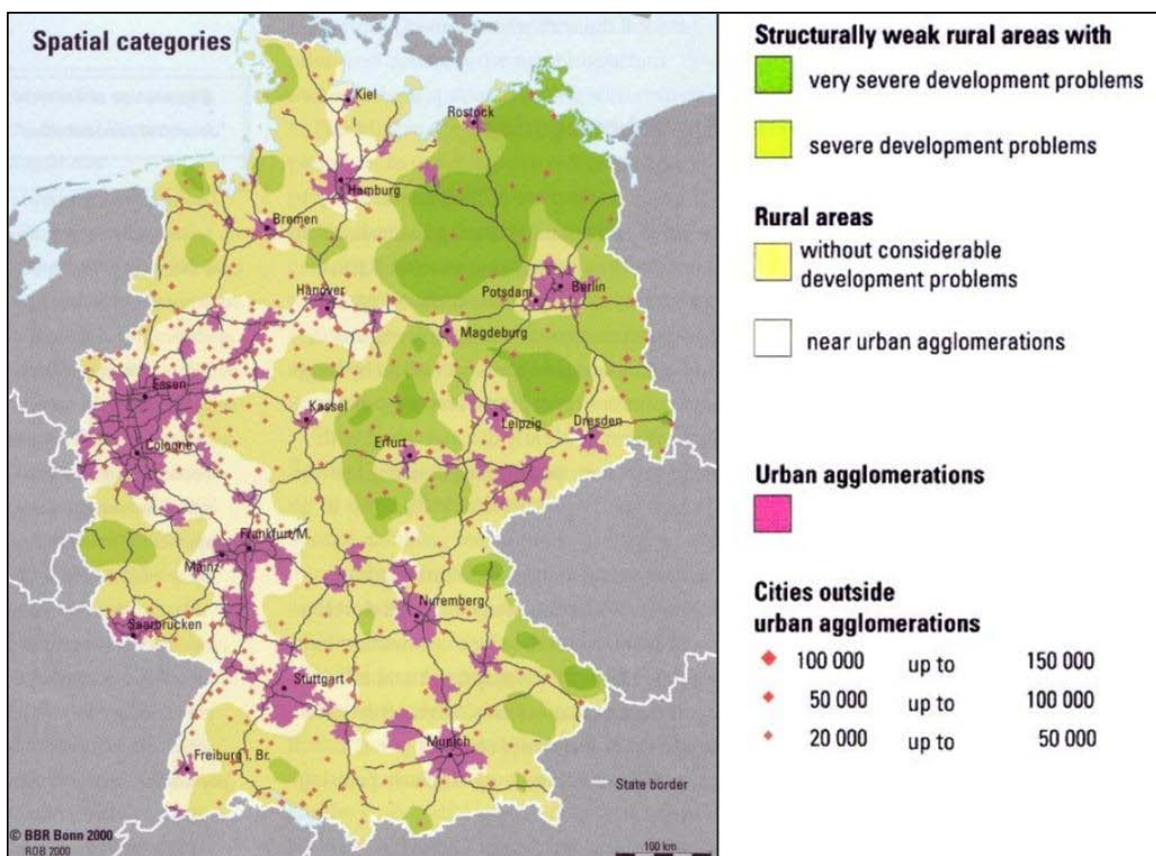 Spatial categories
Kiel
Rostock
Hamburg
Bremen
Hanover
Potsdam
Berlin
Magdeburg
Essen
Kassel
Leipzig
Dresden
Cologne
Erfurt
Frankfurt/M.
Mainz
Nuremberg
Saarbrücken
Stuttgart
Munich
Freiburg i. Br.
State border
© BBR Bonn 2000
ROB 2000
100 km
Structurally weak rural areas with
very severe development problems
severe development problems
Rural areas
without considerable
development problems
near urban agglomerations
Urban agglomerations
Cities outside
urban agglomerations
100 000 up to 150 000
50 000 up to 100 000
20 000 up to 50 000